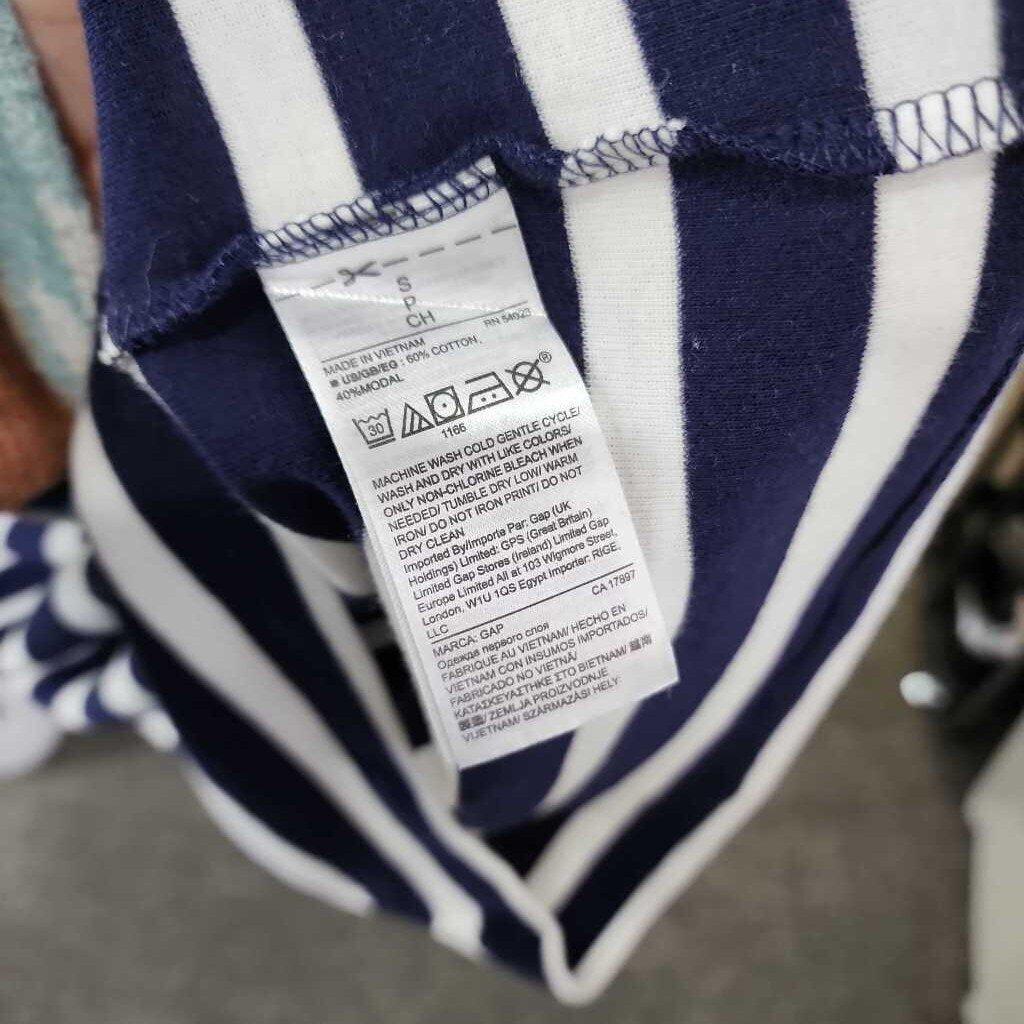 S
P
CH
RN 54023
MADE IN VIETNAM
■ US/GB/EG : 60% COTTON,
40%MODAL
30
®
1166
MACHINE WASH COLD GENTLE CYCLE/
WASH AND DRY WITH LIKE COLORS/
ONLY NON-CHLORINE BLEACH WHEN
NEEDED/ TUMBLE DRY LOW/ WARM
IRON/ DO NOT IRON PRINT/ DO NOT
DRY CLEAN
Imported By/Importe Par: Gap (UK
Holdings) Limited: GPS (Great Britain)
Limited Gap Stores (Ireland) Limited Gap
Europe Limited All at 103 Wigmore Street,
London, W1U 1QS Egypt Importer: RIGE,
LLC
CA 17897
MARCA: GAP
Одежда первого слоя
FABRIQUE AU VIETNAM/ HECHO EN
VIETNAM CON INSUMOS IMPORTADOS/
FABRICADO NO VIETNÃ/
ΚΑΤΑΣΚΕΥΑΣΤΗΚΕ ΣΤΟ ΒΙΕΤΝΑΜ/
/ ZEMLJA PROIZVODNJE
VIJETNAM/ SZÁRMAZÁSI HELY: